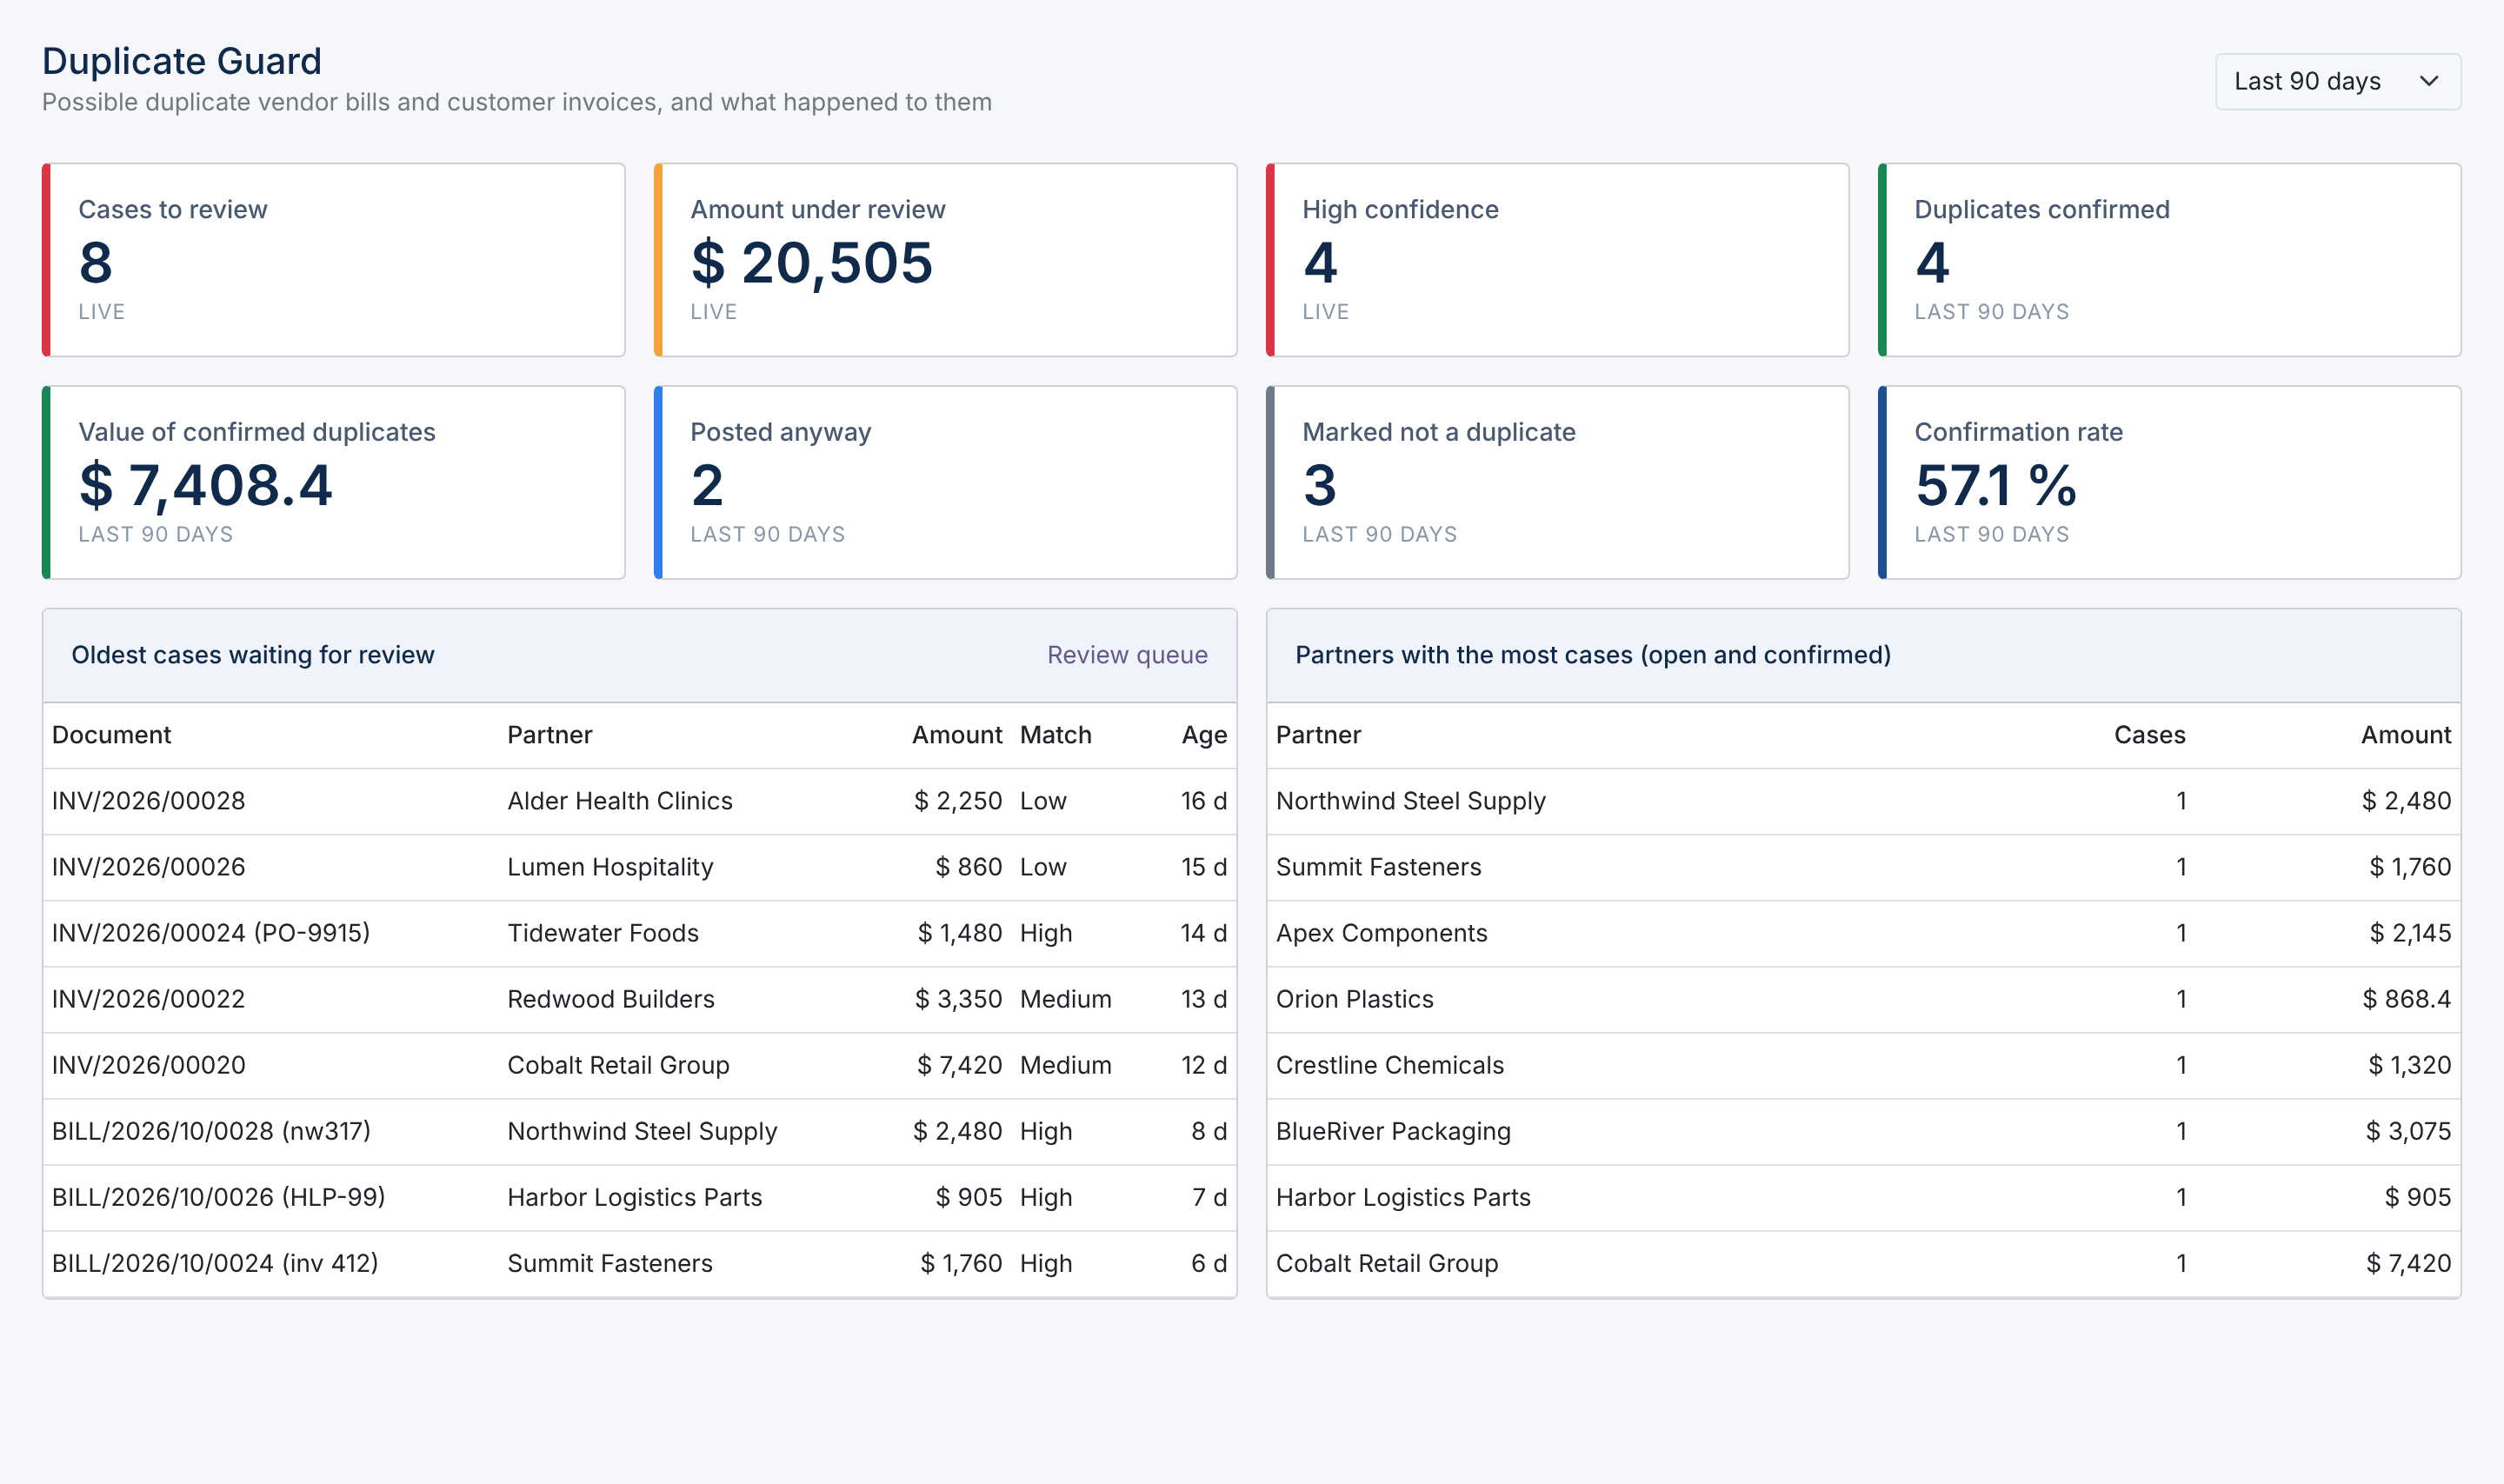 Duplicate Guard
Possible duplicate vendor bills and customer invoices, and what happened to them
Last 90 days
Cases to review
8
LIVE
Amount under review
$ 20,505
LIVE
High confidence
4
LIVE
Duplicates confirmed
4
LAST 90 DAYS
Value of confirmed duplicates
$ 7,408.4
LAST 90 DAYS
Posted anyway
2
LAST 90 DAYS
Marked not a duplicate
3
LAST 90 DAYS
Confirmation rate
57.1 %
LAST 90 DAYS
Oldest cases waiting for review Review queue
Document Partner Amount Match Age
INV/2026/00028 Alder Health Clinics $ 2,250 Low 16 d
INV/2026/00026 Lumen Hospitality $ 860 Low 15 d
INV/2026/00024 (PO-9915) Tidewater Foods $ 1,480 High 14 d
INV/2026/00022 Redwood Builders $ 3,350 Medium 13 d
INV/2026/00020 Cobalt Retail Group $ 7,420 Medium 12 d
BILL/2026/10/0028 (nw317) Northwind Steel Supply $ 2,480 High 8 d
BILL/2026/10/0026 (HLP-99) Harbor Logistics Parts $ 905 High 7 d
BILL/2026/10/0024 (inv 412) Summit Fasteners $ 1,760 High 6 d
Partners with the most cases (open and confirmed)
Partner Cases Amount
Northwind Steel Supply 1 $ 2,480
Summit Fasteners 1 $ 1,760
Apex Components 1 $ 2,145
Orion Plastics 1 $ 868.4
Crestline Chemicals 1 $ 1,320
BlueRiver Packaging 1 $ 3,075
Harbor Logistics Parts 1 $ 905
Cobalt Retail Group 1 $ 7,420